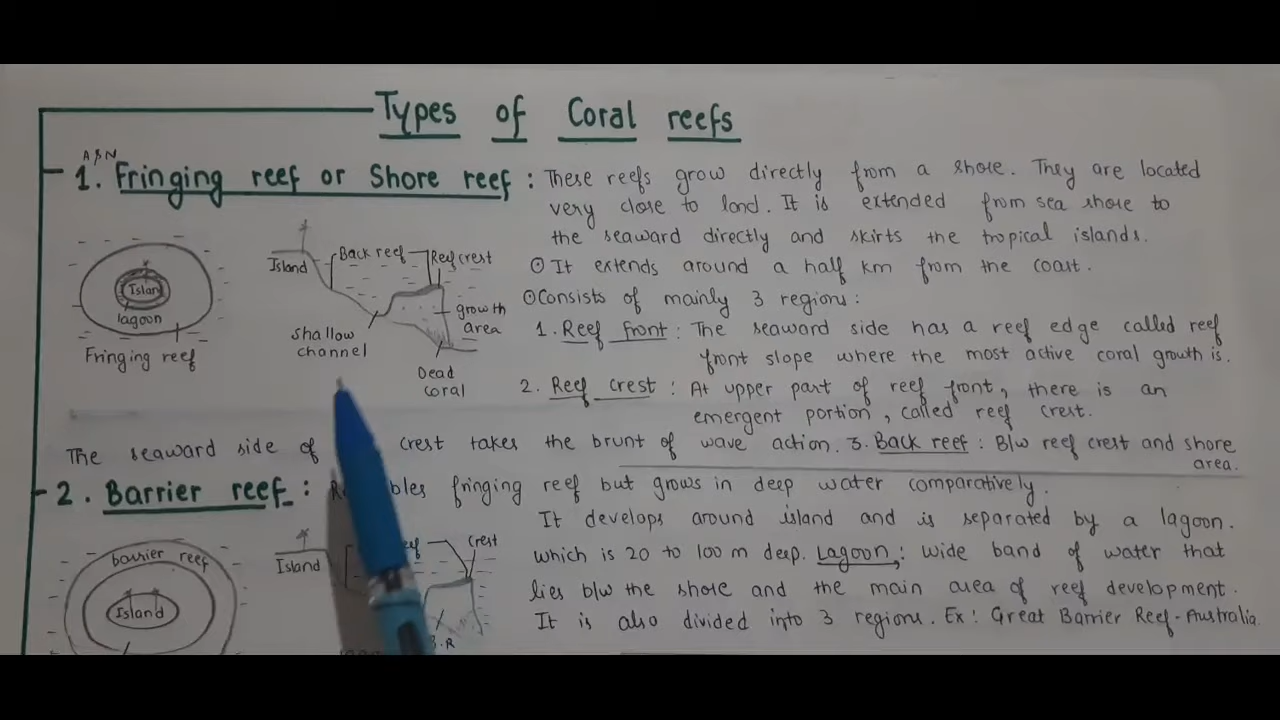 Types of Coral reefs
A & N
1. Fringing reef or Shore reef : These reefs grow directly from a shore. They are located
very close to land. It is extended from sea shore to
the seaward directly and skirts the tropical islands.
⊙ It extends around a half km from the coast.
⊙ Consists of mainly 3 regions:
1. Reef front : The seaward side has a reef edge called reef
front slope where the most active coral growth is.
2. Reef crest : At upper part of reef front, there is an
emergent portion, called reef crest.
Islan
lagoon
Fringing reef
Island
Back reef
Reef crest
growth
area
shallow
channel
Dead
coral
The seaward side of crest takes the brunt of wave action. 3. Back reef : B/w reef crest and shore
area.
2. Barrier reef : bles fringing reef but grows in deep water comparatively.
It develops around island and is separated by a lagoon.
which is 20 to 100 m deep. Lagoon : wide band of water that
lies b/w the shore and the main area of reef development.
It is also divided into 3 regions. Ex : Great Barrier Reef - Australia.
barrier reef
Island
Island
crest
B.R